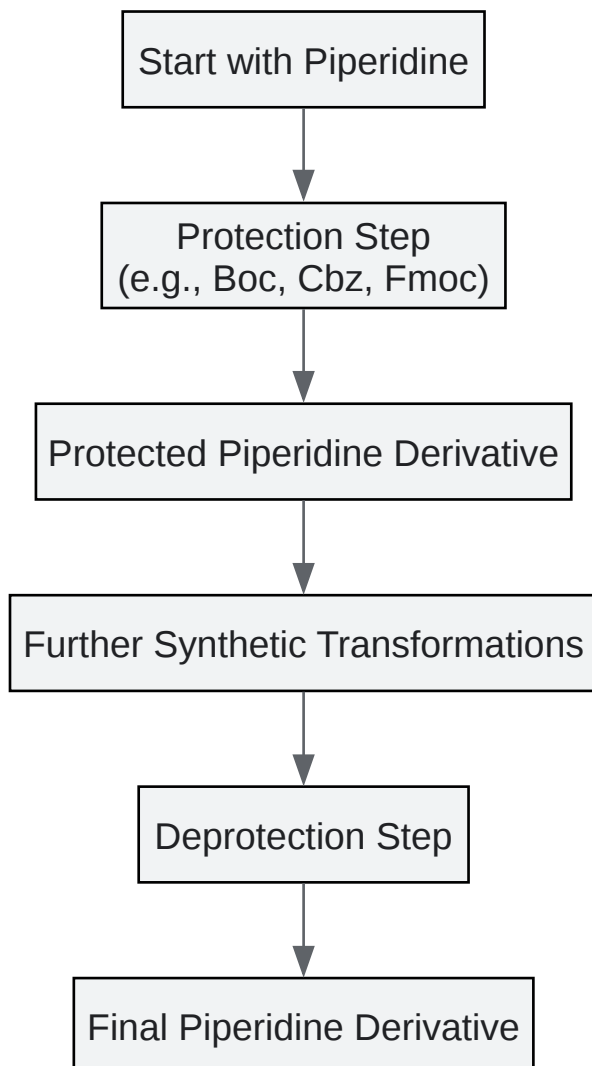 Start with Piperidine
Protection Step
(e.g., Boc, Cbz, Fmoc)
Protected Piperidine Derivative
Further Synthetic Transformations
Deprotection Step
Final Piperidine Derivative